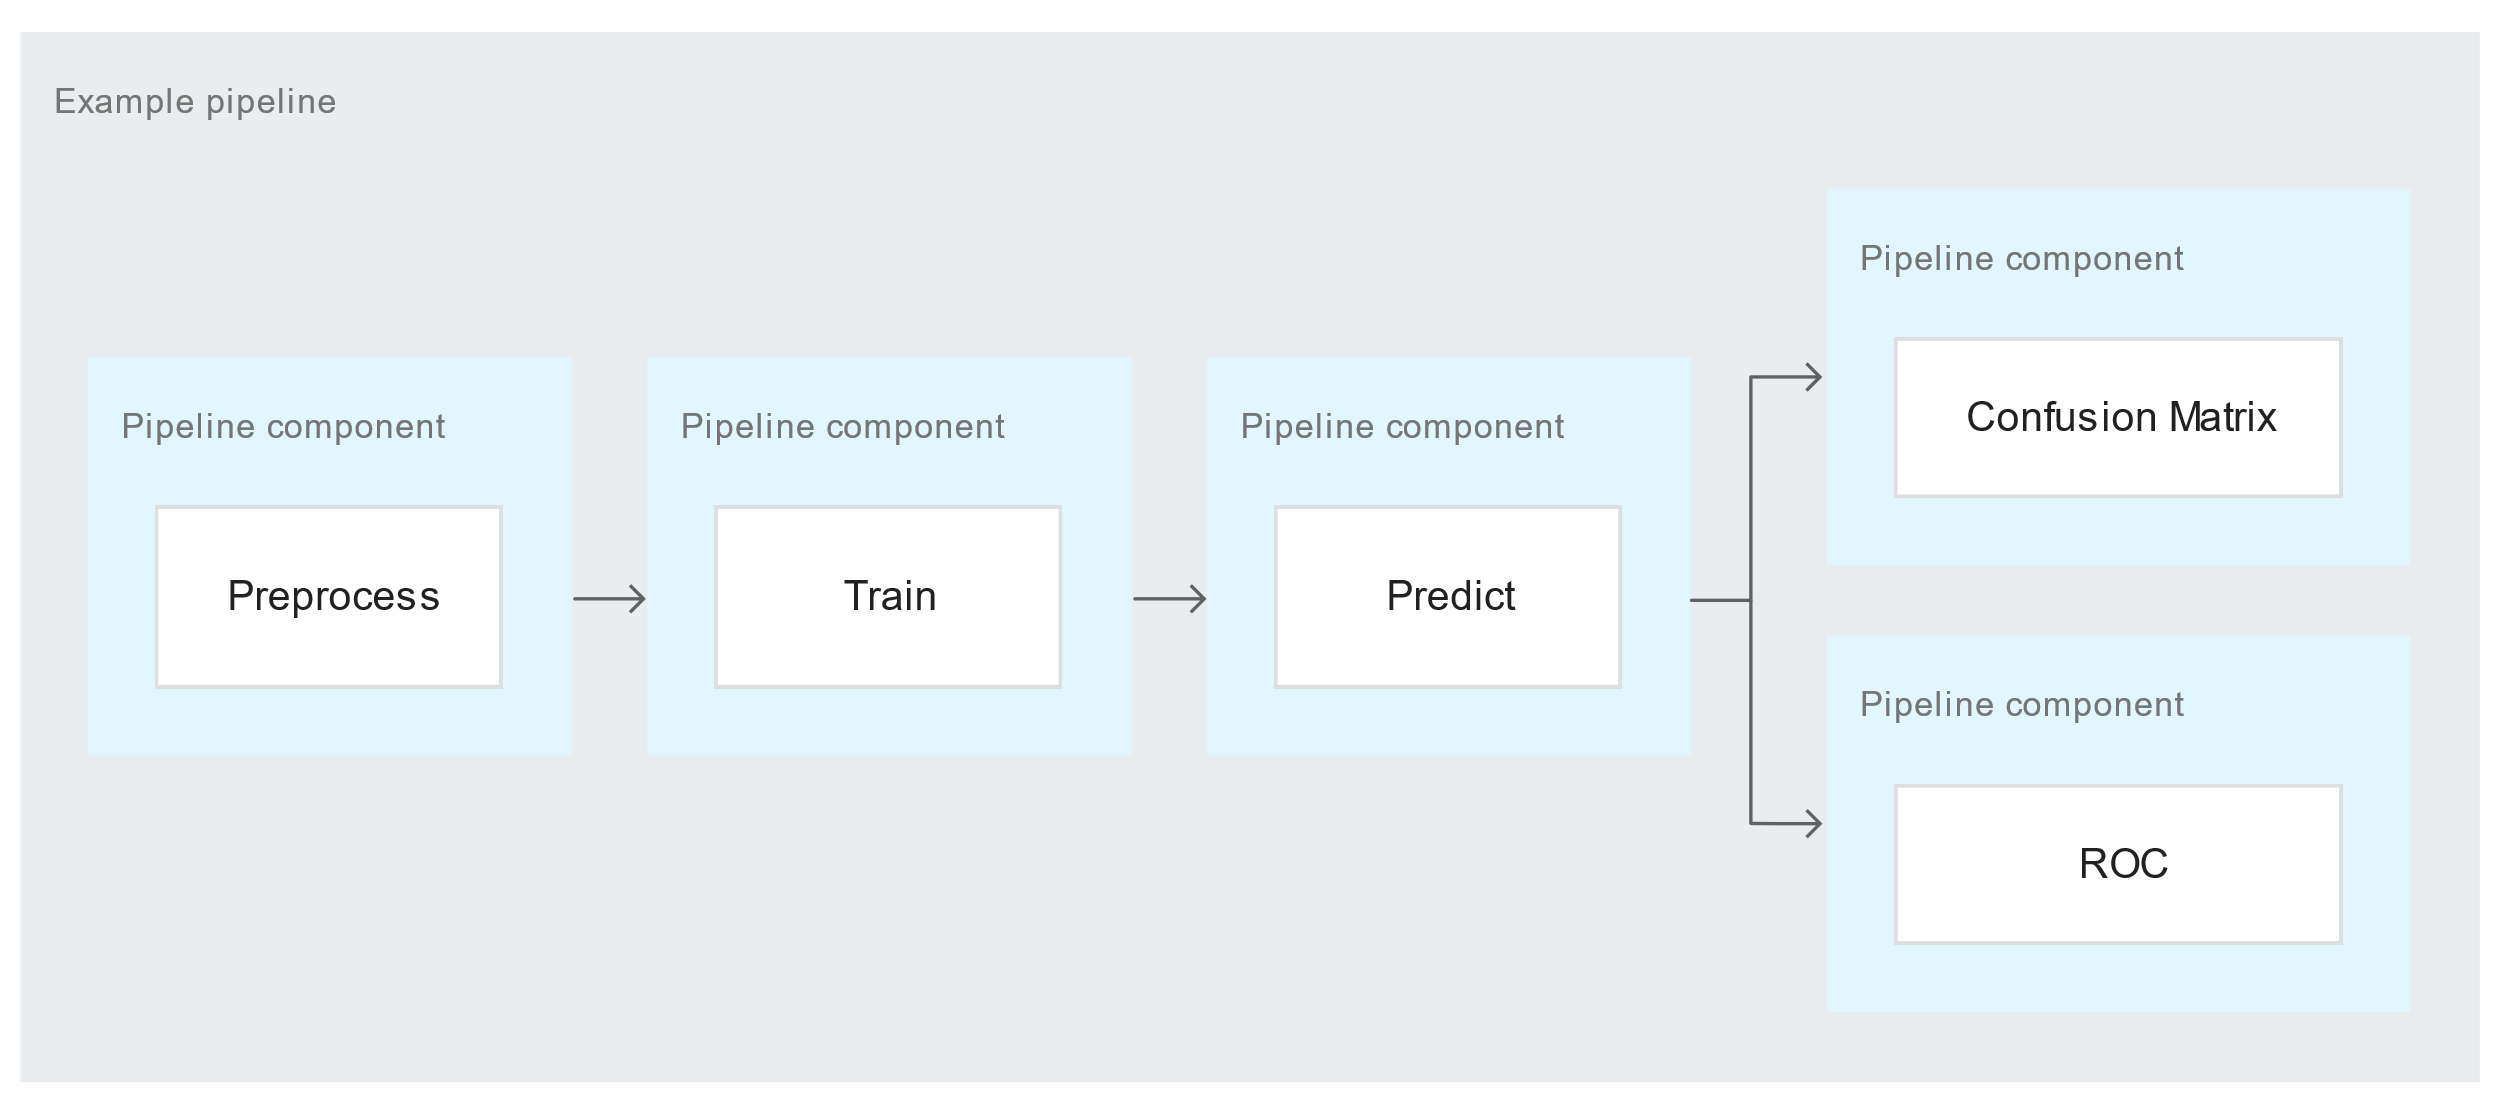 Example pipeline
Pipeline component
Preprocess
Pipeline component
Train
Pipeline component
Predict
Pipeline component
Confusion Matrix
Pipeline component
ROC